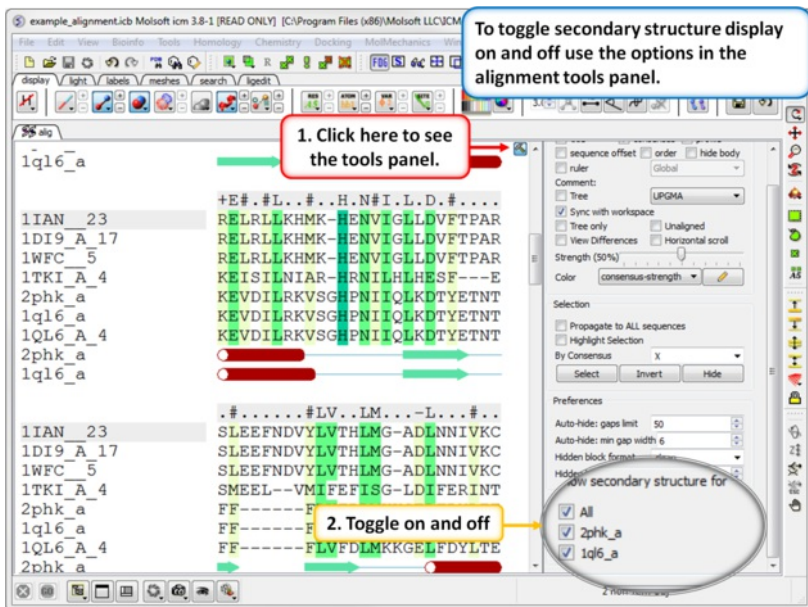 example_alignment.icb Molsoft icm 3.8-1 [READ ONLY] [C:\Program Files (x86)\Molsoft LLC\ICM
To toggle secondary structure display
on and off use the options in the
alignment tools panel.
File Edit View Bioinfo Tools Homology Chemistry Docking MolMechanics
display light labels meshes search ligedit
alig
1. Click here to see
the tools panel.
1ql6_a
sequence offset order hide body
ruler Global
Comment:
Tree UPGMA
Sync with workspace
Tree only Unaligned
View Differences Horizontal scroll
Strength (50%)
Color consensus-strength
+E#.#L..#..H.N#I.L.D.#....
1IAN__23 RELRLLKHMK-HENVIGLLDVFTPAR
1DI9_A_17 RELRLLKHMK-HENVIGLLDVFTPAR
1WFC__5 RELRLLKHMK-HENVIGLLDVFTPAR
1TKI_A_4 KEISILNIAR-HRNILHLHESF---E
2phk_a KEVDILRKVSGHPNIIQLKDTYETNT
1ql6_a KEVDILRKVSGHPNIIQLKDTYETNT
1QL6_A_4 KEVDILRKVSGHPNIIQLKDTYETNT
2phk_a
1ql6_a
Selection
Propagate to ALL sequences
Highlight Selection
By Consensus X
Select Invert Hide
Preferences
Auto-hide: gaps limit 50
Auto-hide: min gap width 6
Hidden block format
.#......#LV..LM...-L...#..
1IAN__23 SLEEFNDVYLVTHLMG-ADLNNIVKC
1DI9_A_17 SLEEFNDVYLVTHLMG-ADLNNIVKC
1WFC__5 SLEEFNDVYLVTHLMG-ADLNNIVKC
1TKI_A_4 SMEEL--VMIFEFISG-LDIFERINT
2phk_a FF------F
1ql6_a FF------F
1QL6_A_4 FF------FLVFDLMKKGELFDYLTE
2phk_a
2. Toggle on and off
secondary structure for
All
2phk_a
1ql6_a